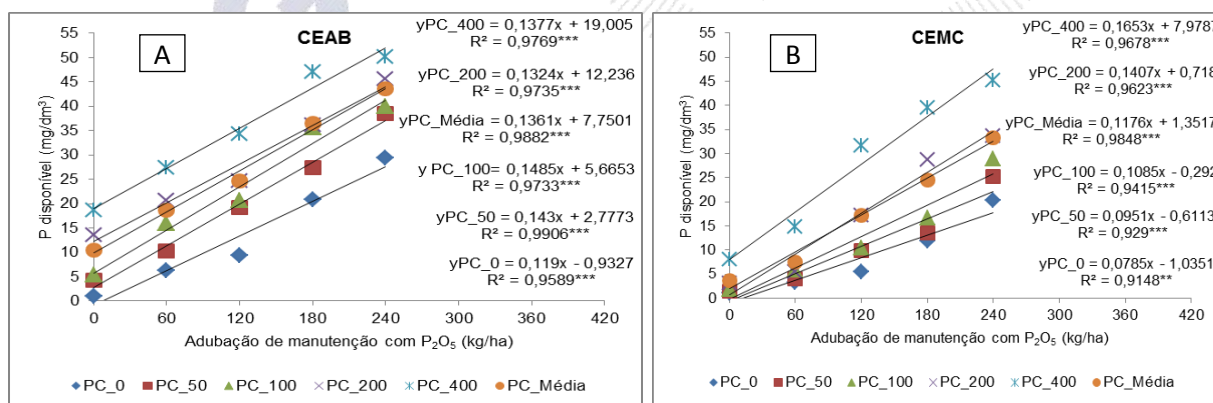 A
CEAB
P disponível (mg/dm³)
55
50
45
40
35
30
25
20
15
10
5
0
0 60 120 180 240 300 360 420
Adubação de manutenção com P₂O₅ (kg/ha)
yPC_400 = 0,1377x + 19,005
R² = 0,9769***
yPC_200 = 0,1324x + 12,236
R² = 0,9735***
yPC_Média = 0,1361x + 7,7501
R² = 0,9882***
y PC_100= 0,1485x + 5,6653
R² = 0,9733***
yPC_50 = 0,143x + 2,7773
R² = 0,9906***
yPC_0 = 0,119x - 0,9327
R² = 0,9589***
PC_0 PC_50 PC_100 PC_200 PC_400 PC_Média
B
CEMC
P disponível (mg/dm³)
55
50
45
40
35
30
25
20
15
10
5
0
0 60 120 180 240 300 360 420
Adubação de manutenção com P₂O₅ (kg/ha)
yPC_400 = 0,1653x + 7,9787
R² = 0,9678***
yPC_200 = 0,1407x + 0,718
R² = 0,9623***
yPC_Média = 0,1176x + 1,3517
R² = 0,9848***
yPC_100 = 0,1085x - 0,292
R² = 0,9415***
yPC_50 = 0,0951x - 0,6113
R² = 0,929***
yPC_0 = 0,0785x - 1,0351
R² = 0,9148**
PC_0 PC_50 PC_100 PC_200 PC_400 PC_Média